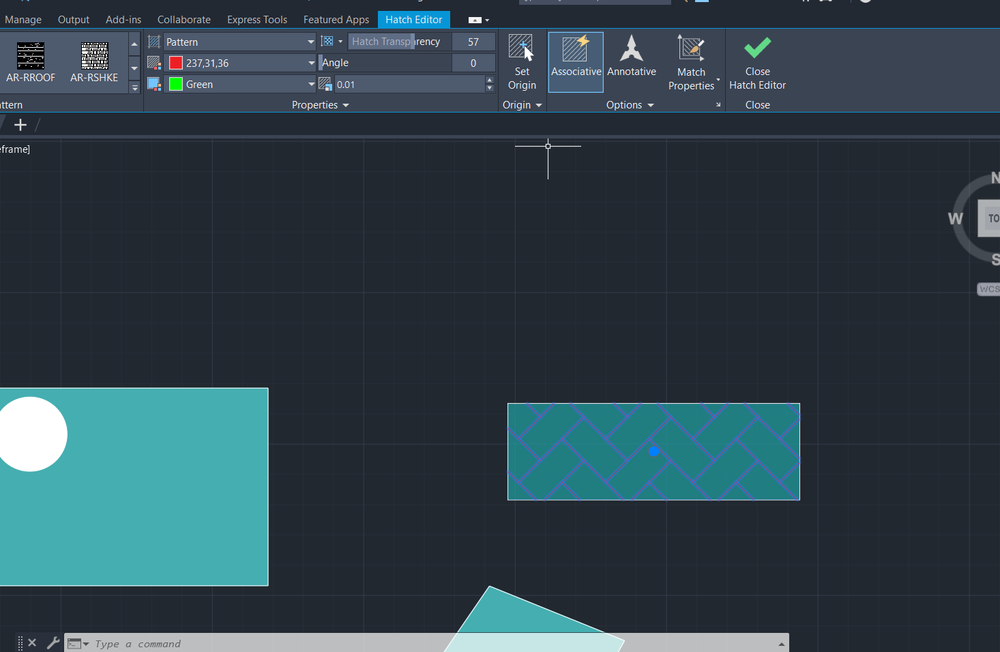 Manage Output Add-ins Collaborate Express Tools Featured Apps Hatch Editor
Pattern Hatch Transparency 57
237,31,36 Angle 0
Green 0.01
AR-RROOF AR-RSHKE
Set Origin
Associative
Annotative
Match Properties
Close Hatch Editor
ttern Properties Origin Options Close
eframe]
N
W
TO
S
WCS
Type a command